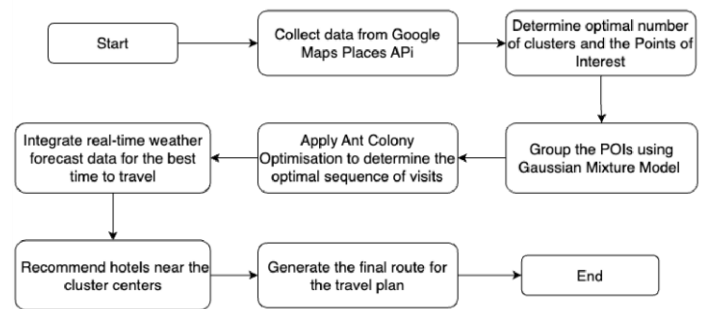 Start
Collect data from Google
Maps Places APi
Determine optimal number
of clusters and the Points of
Interest
Integrate real-time weather
forecast data for the best
time to travel
Apply Ant Colony
Optimisation to determine the
optimal sequence of visits
Group the POIs using
Gaussian Mixture Model
Recommend hotels near the
cluster centers
Generate the final route for
the travel plan
End